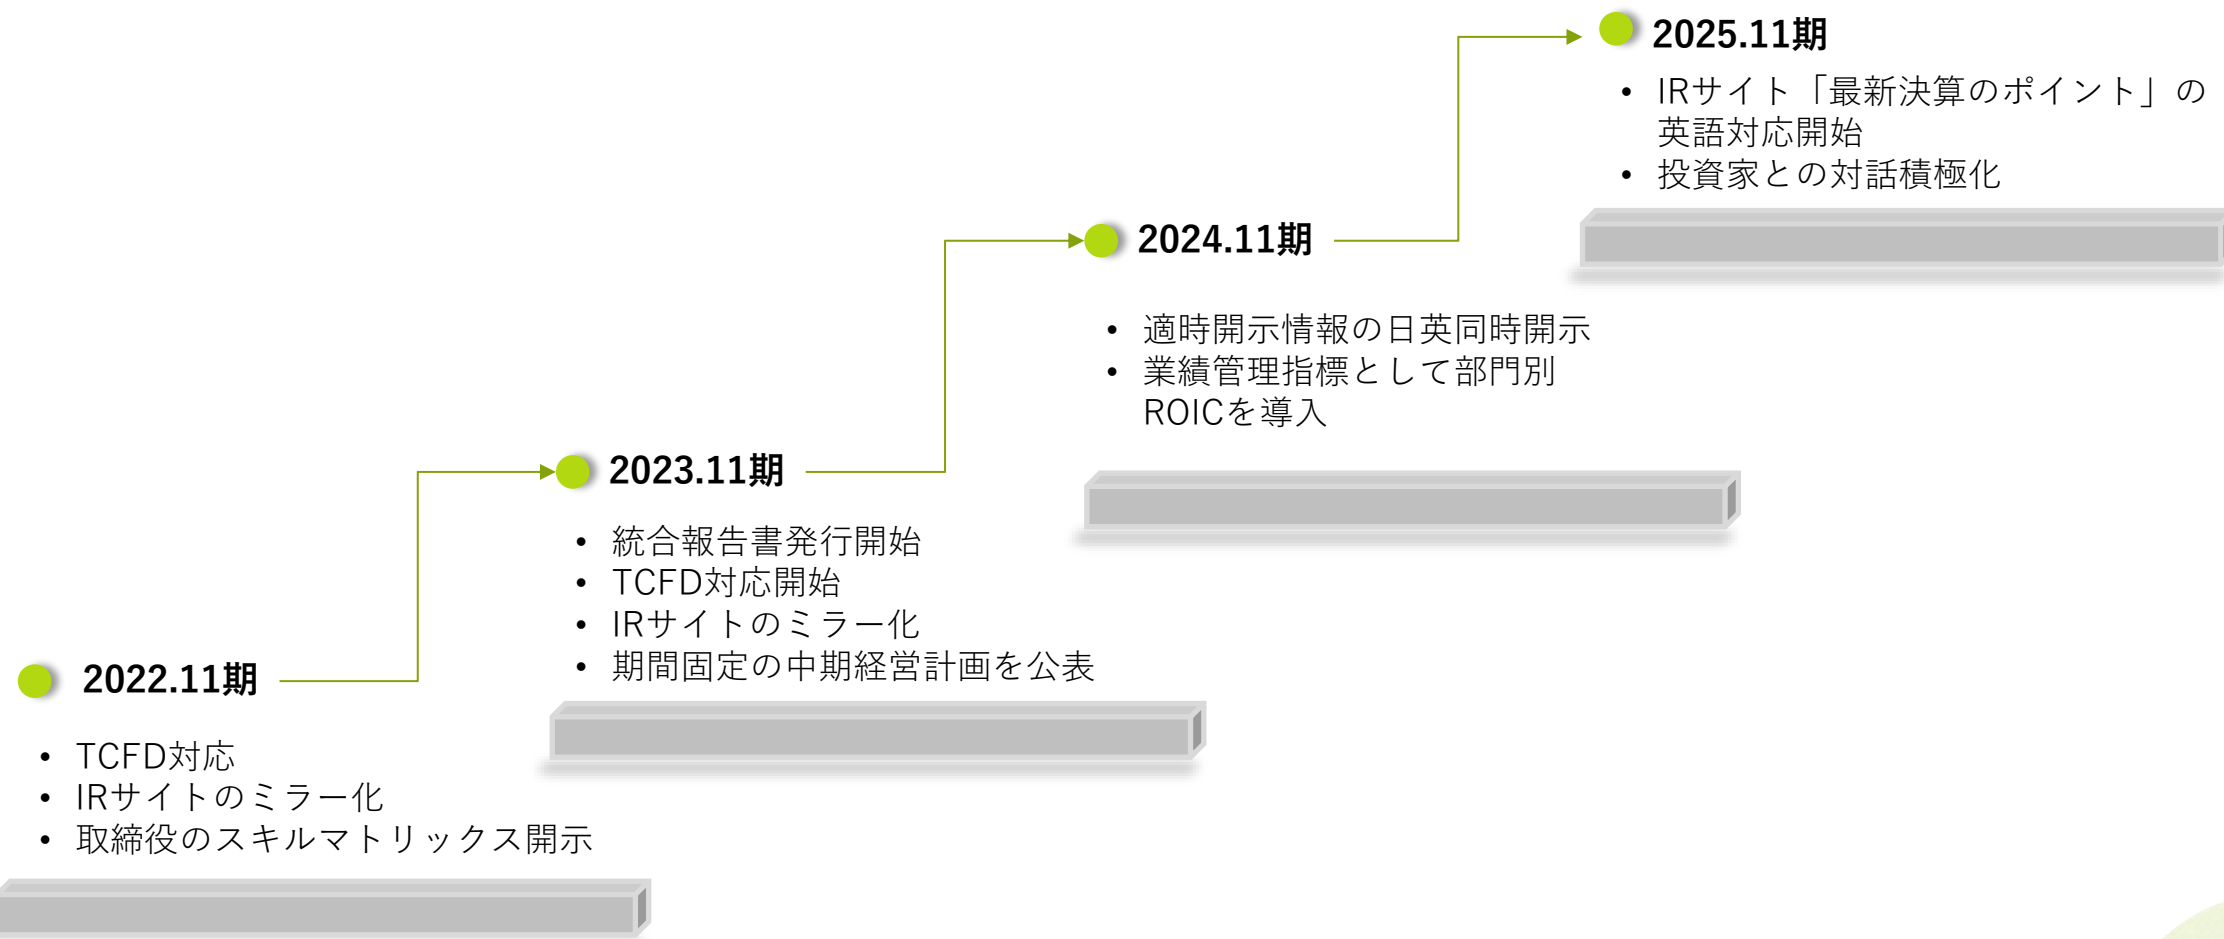 2025.11期
• IRサイト「最新決算のポイント」の
英語対応開始
• 投資家との対話積極化
2024.11期
• 適時開示情報の日英同時開示
• 業績管理指標として部門別
ROICを導入
2023.11期
• 統合報告書発行開始
• TCFD対応開始
• IRサイトのミラー化
• 期間固定の中期経営計画を公表
2022.11期
• TCFD対応
• IRサイトのミラー化
• 取締役のスキルマトリックス開示